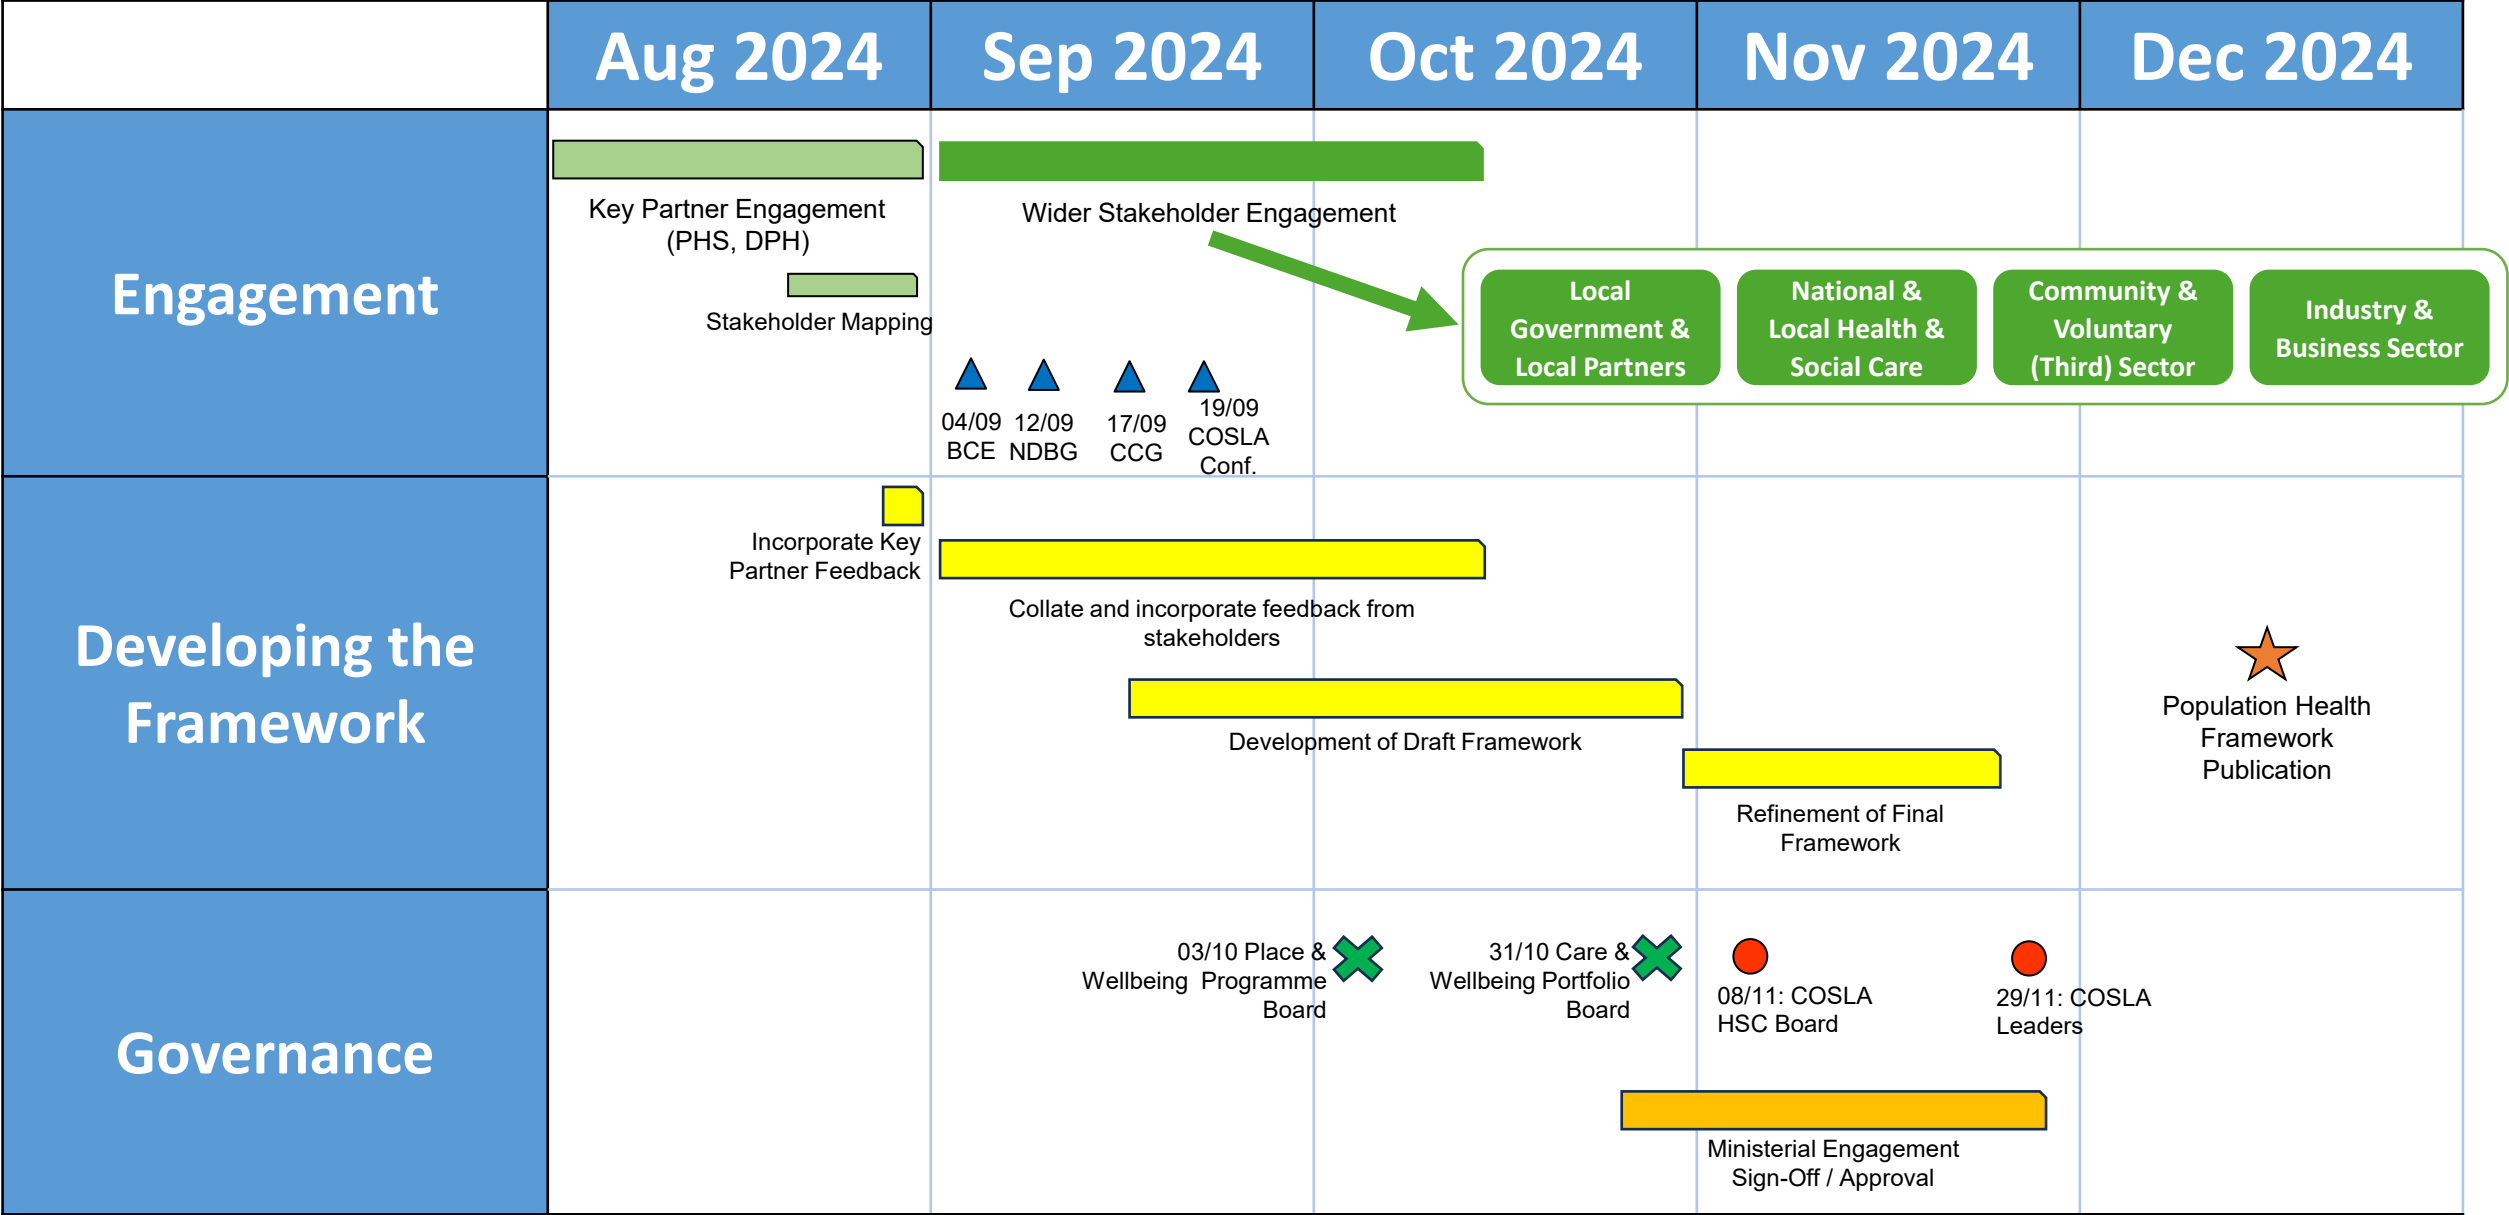 Aug 2024
Sep 2024
Oct 2024
Nov 2024
Dec 2024
Engagement
Key Partner Engagement
(PHS, DPH)
Stakeholder Mapping
Wider Stakeholder Engagement
Local
Government &
Local Partners
National &
Local Health &
Social Care
Community &
Voluntary
(Third) Sector
Industry &
Business Sector
04/09
BCE
12/09
NDBG
17/09
CCG
19/09
COSLA
Conf.
Developing the
Framework
Incorporate Key
Partner Feedback
Collate and incorporate feedback from
stakeholders
Development of Draft Framework
Refinement of Final
Framework
Population Health
Framework
Publication
Governance
03/10 Place &
Wellbeing  Programme
Board
31/10 Care &
Wellbeing Portfolio
Board
08/11: COSLA
HSC Board
29/11: COSLA
Leaders
Ministerial Engagement
Sign-Off / Approval